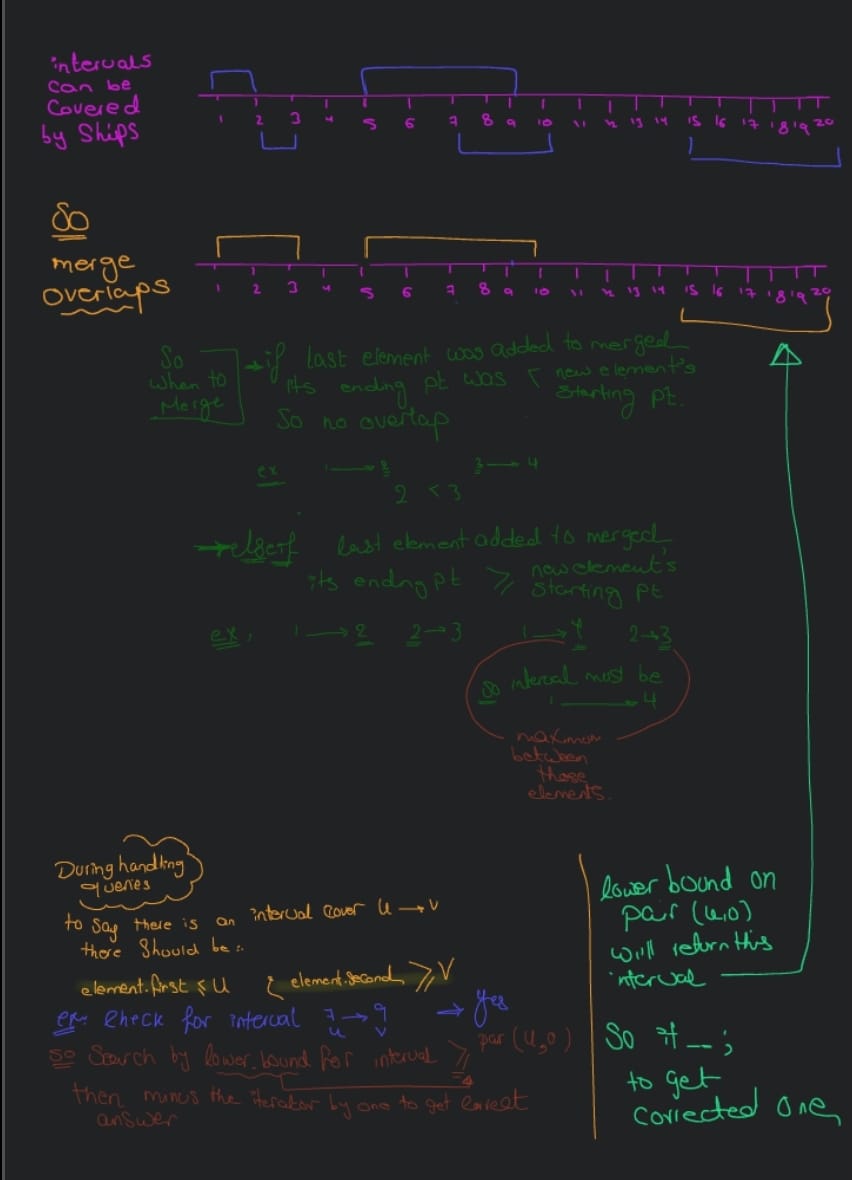 intervals
can be
Covered
by Ships
1 2 3 4 5 6 7 8 9 10 11 12 13 14 15 16 17 18 19 20
So
merge
overlaps
1 2 3 4 5 6 7 8 9 10 11 12 13 14 15 16 17 18 19 20
So
when to
Merge
→ if last element was added to merged
its ending pt was < new element's
starting pt.
So no overlap
ex 1 → 2 3 → 4
2 < 3
→ elseif last element added to merged,
its endng pt ≥ new element's
starting pt
ex, 1 → 2 2 → 3 1 → 4 2 → 3
So interval must be
1 → 4
maximum
between
those
elements.
During handling
queries
to say there is an interval cover u → v
there should be :
element.first ≤ u { element.second ≥ v
ex: Check for interval 7 → 9 → Yes
u v
So Search by lower_bound for interval ≥ pair (u,0)
then minus the iterator by one to get correct
answer
lower bound on
pair (u,0)
will return this
interval
So it --;
to get
corrected one